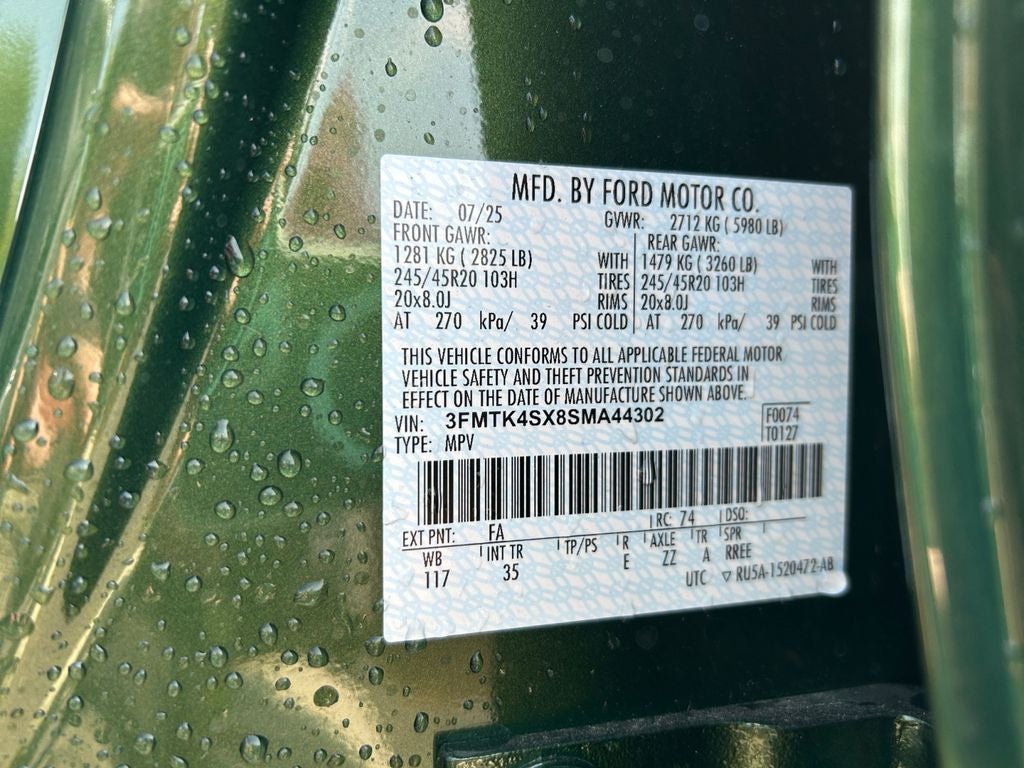 MFD. BY FORD MOTOR CO.
DATE: 07/25 GVWR: 2712 KG ( 5980 LB)
FRONT GAWR: REAR GAWR:
1281 KG ( 2825 LB) WITH 1479 KG ( 3260 LB) WITH
245/45R20 103H TIRES 245/45R20 103H TIRES
20x8.0J RIMS 20x8.0J RIMS
AT 270 kPa/ 39 PSI COLD AT 270 kPa/ 39 PSI COLD
THIS VEHICLE CONFORMS TO ALL APPLICABLE FEDERAL MOTOR
VEHICLE SAFETY AND THEFT PREVENTION STANDARDS IN
EFFECT ON THE DATE OF MANUFACTURE SHOWN ABOVE.
VIN: 3FMTK4SX8SMA44302 F0074
TYPE: MPV T0127
EXT PNT: FA RC: 74 DSO:
WB INT TR TP/PS R AXLE TR SPR
117 35 E ZZ A RREE
UTC ▽ RU5A-1520472-AB